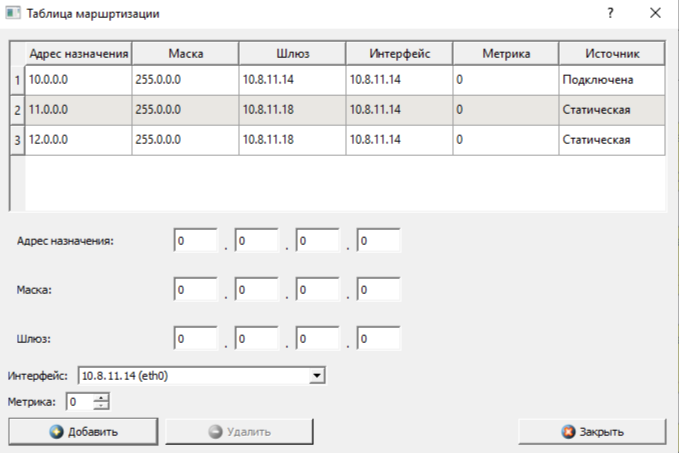 Таблица маршртизации
Адрес назначения Маска Шлюз Интерфейс Метрика Источник
1 10.0.0.0 255.0.0.0 10.8.11.14 10.8.11.14 0 Подключена
2 11.0.0.0 255.0.0.0 10.8.11.18 10.8.11.14 0 Статическая
3 12.0.0.0 255.0.0.0 10.8.11.18 10.8.11.14 0 Статическая
Адрес назначения: 0 . 0 . 0 . 0
Маска: 0 . 0 . 0 . 0
Шлюз: 0 . 0 . 0 . 0
Интерфейс: 10.8.11.14 (eth0)
Метрика: 0
Добавить Удалить Закрыть